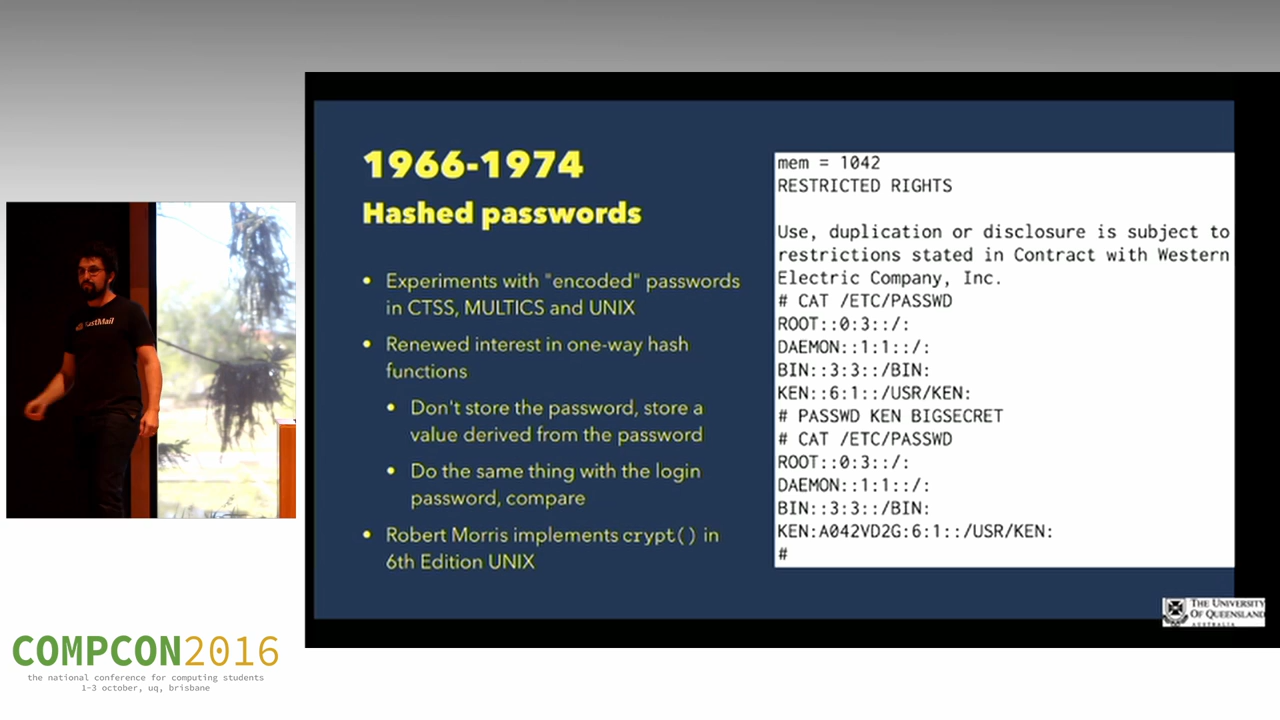 1966-1974
Hashed passwords
• Experiments with "encoded" passwords
in CTSS, MULTICS and UNIX
• Renewed interest in one-way hash
functions
• Don't store the password, store a
value derived from the password
• Do the same thing with the login
password, compare
• Robert Morris implements crypt() in
6th Edition UNIX
mem = 1042
RESTRICTED RIGHTS
Use, duplication or disclosure is subject to
restrictions stated in Contract with Western
Electric Company, Inc.
# CAT /ETC/PASSWD
ROOT::0:3::/:
DAEMON::1:1::/:
BIN::3:3::/BIN:
KEN::6:1::/USR/KEN:
# PASSWD KEN BIGSECRET
# CAT /ETC/PASSWD
ROOT::0:3::/:
DAEMON::1:1::/:
BIN::3:3::/BIN:
KEN:A042VD2G:6:1::/USR/KEN:
#
THE UNIVERSITY
OF QUEENSLAND
AUSTRALIA
COMPCON2016
the national conference for computing students
1-3 october, uq, brisbane